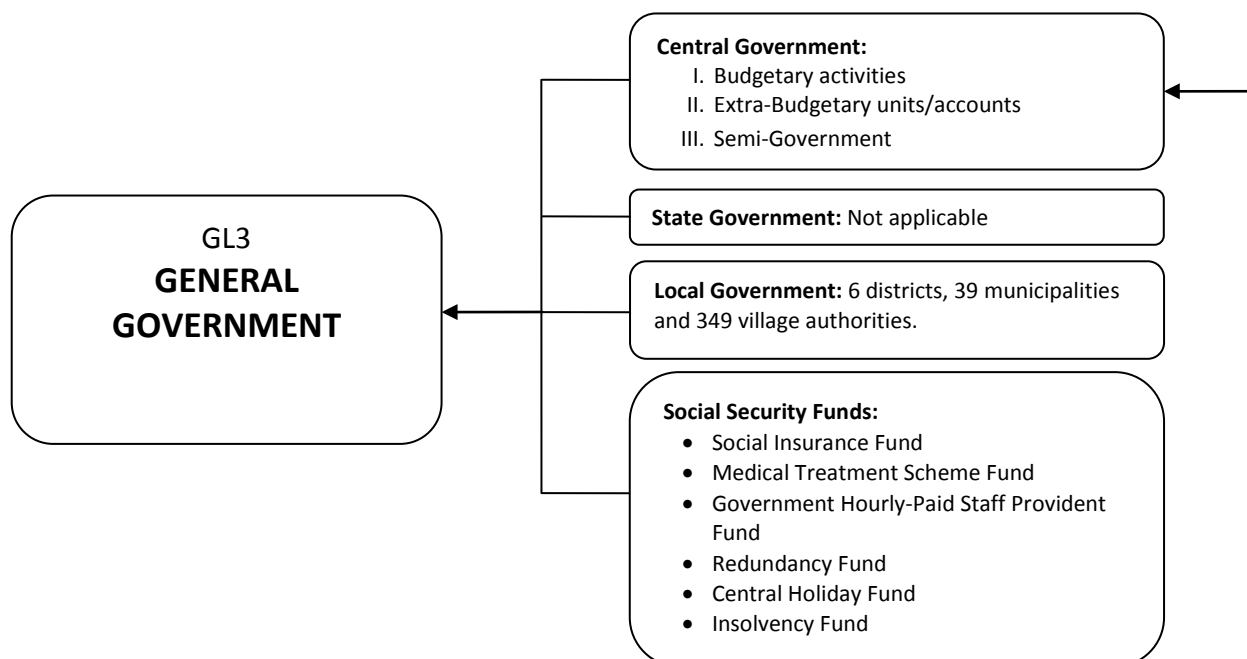 Central Government:
I. Budgetary activities
II. Extra-Budgetary units/accounts
III. Semi-Government
State Government: Not applicable
GL3
GENERAL
GOVERNMENT
Local Government: 6 districts, 39 municipalities
and 349 village authorities.
Social Security Funds:
• Social Insurance Fund
• Medical Treatment Scheme Fund
• Government Hourly-Paid Staff Provident
Fund
• Redundancy Fund
• Central Holiday Fund
• Insolvency Fund